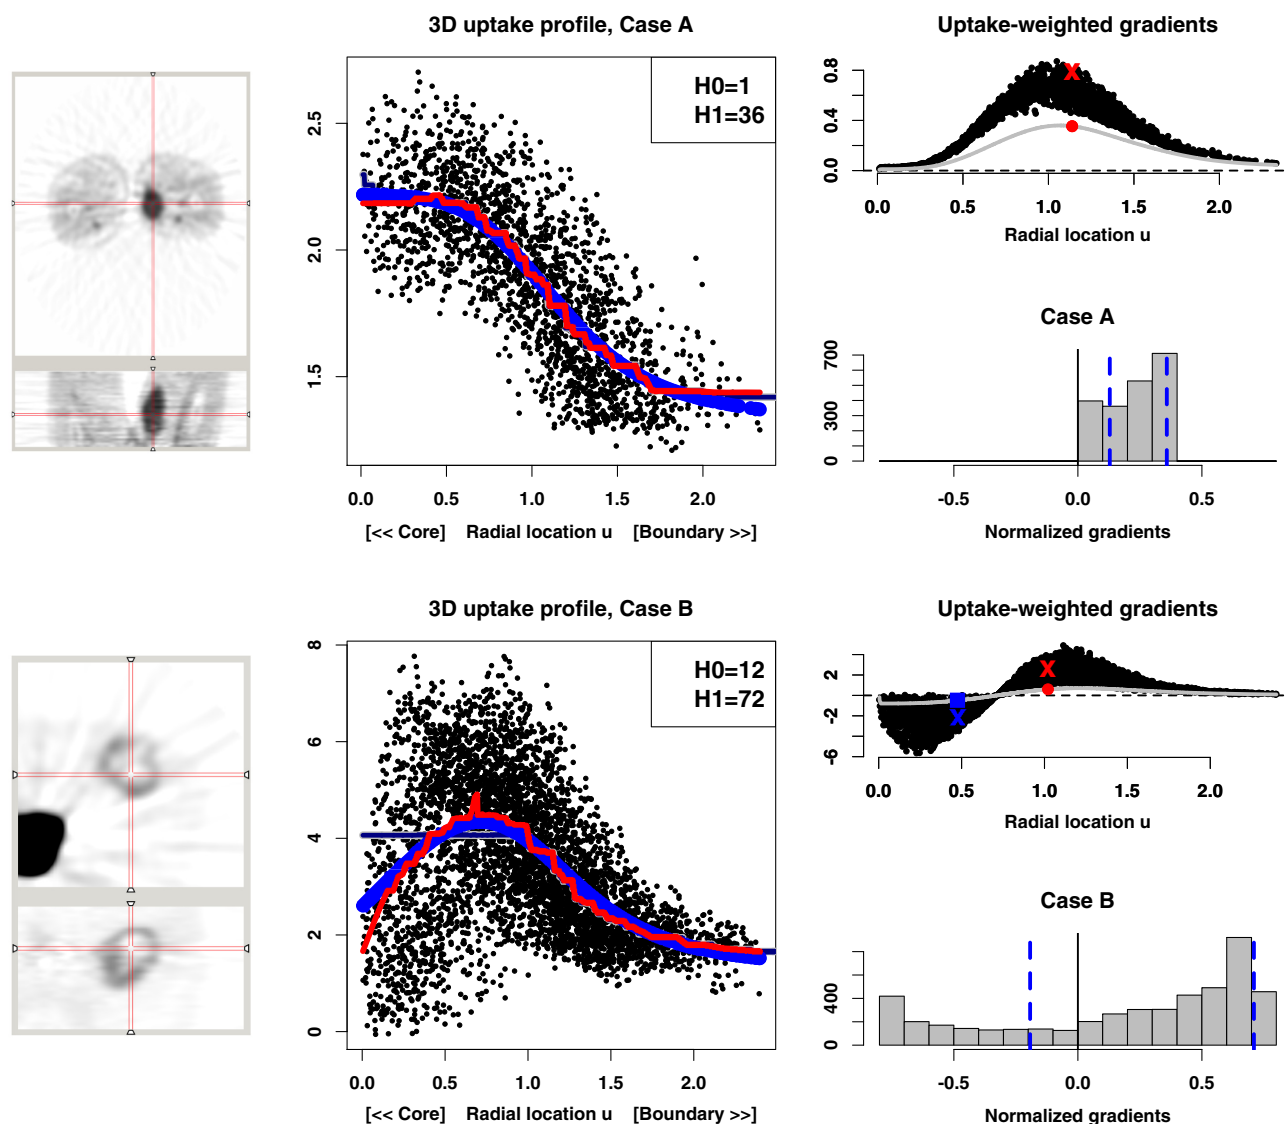 3D uptake profile, Case A
H0=1
H1=36
2.5
2.0
1.5
0.0 0.5 1.0 1.5 2.0
[<< Core] Radial location u [Boundary >>]
Uptake-weighted gradients
0.8
0.4
0.0
0.0 0.5 1.0 1.5 2.0
Radial location u
Case A
700
300
0
-0.5 0.0 0.5
Normalized gradients
3D uptake profile, Case B
H0=12
H1=72
8
6
4
2
0
0.0 0.5 1.0 1.5 2.0
[<< Core] Radial location u [Boundary >>]
Uptake-weighted gradients
2
-2
-6
0.0 0.5 1.0 1.5 2.0
Radial location u
Case B
400
0
-0.5 0.0 0.5
Normalized gradients